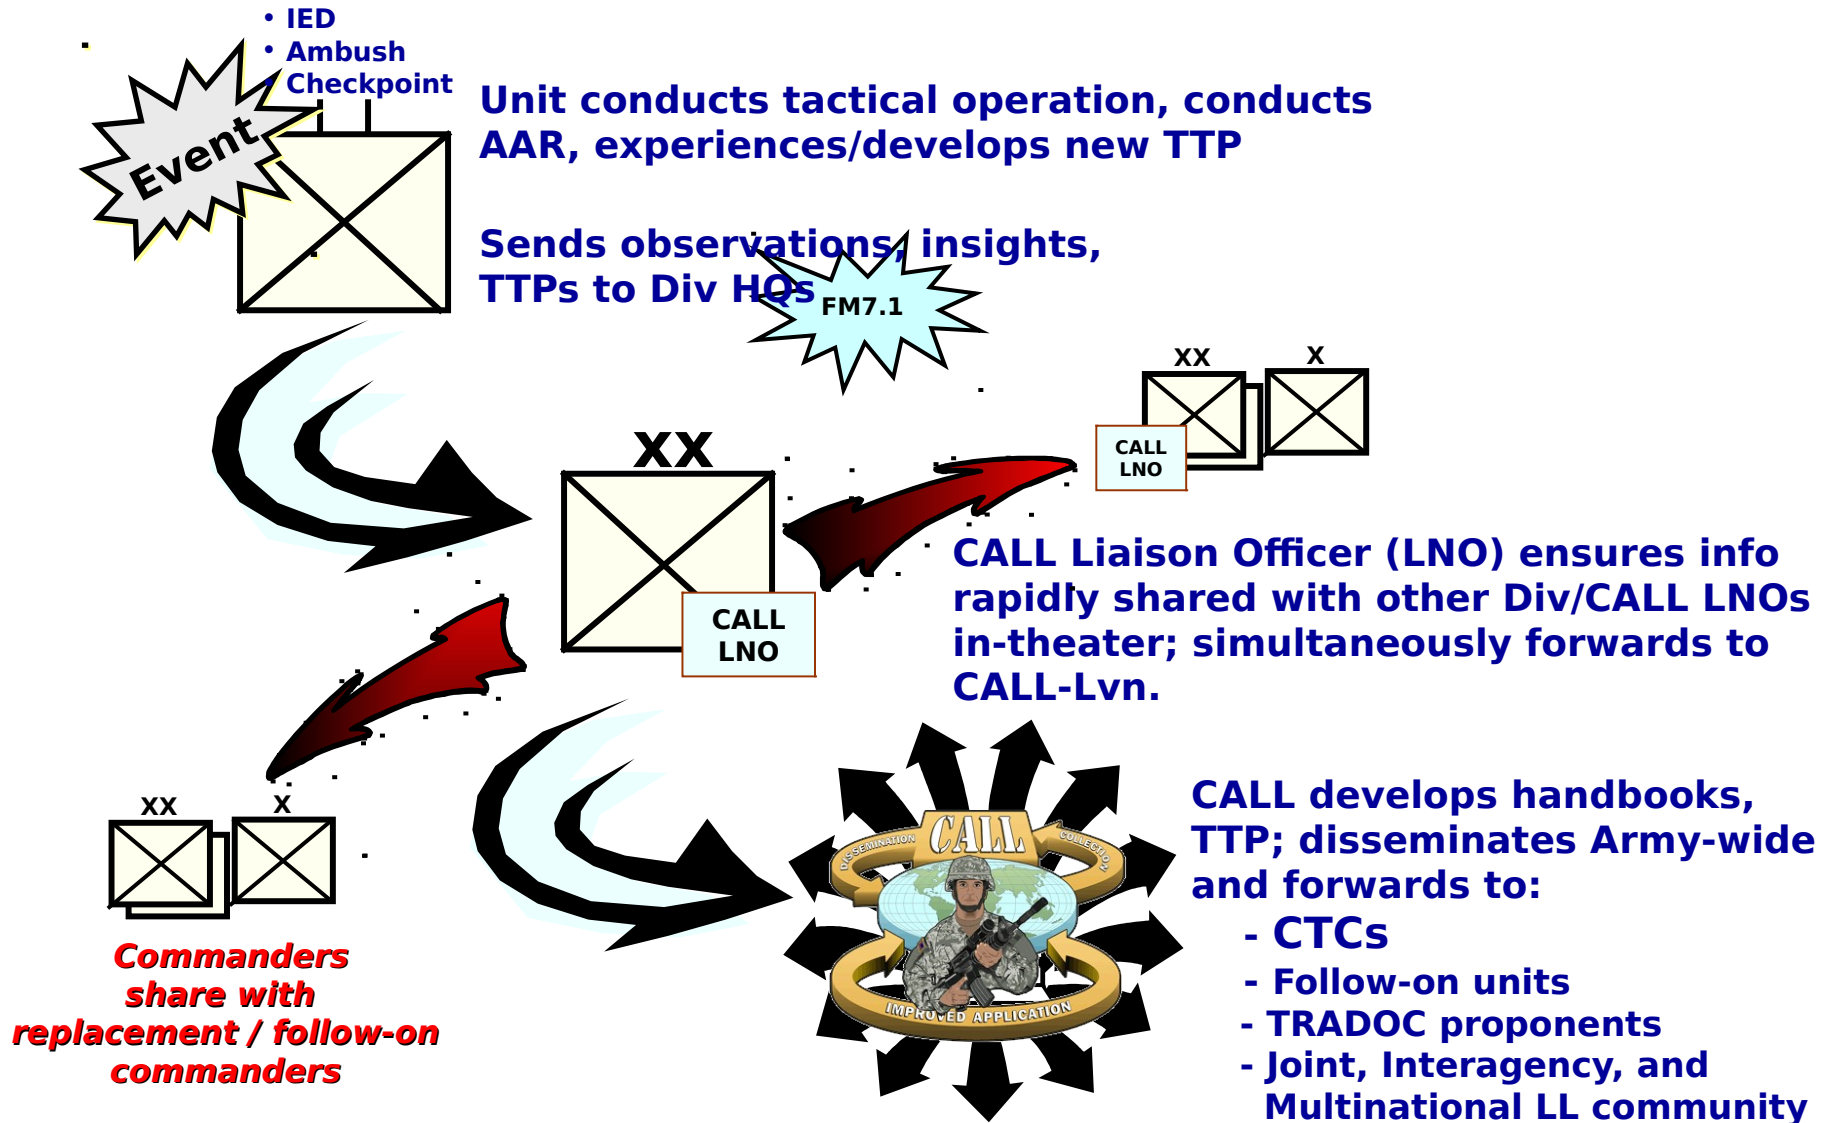 • IED
• Ambush
Checkpoint
Event
Unit conducts tactical operation, conducts
AAR, experiences/develops new TTP
Sends observations, insights,
TTPs to Div HQs
FM7.1
XX
X
CALL
LNO
XX
CALL
LNO
CALL Liaison Officer (LNO) ensures info
rapidly shared with other Div/CALL LNOs
in-theater; simultaneously forwards to
CALL-Lvn.
XX
X
Commanders
share with
replacement / follow-on
commanders
CALL
DISSEMINATION
COLLECTION
IMPROVED APPLICATION
CALL develops handbooks,
TTP; disseminates Army-wide
and forwards to:
- CTCs
- Follow-on units
- TRADOC proponents
- Joint, Interagency, and
Multinational LL community